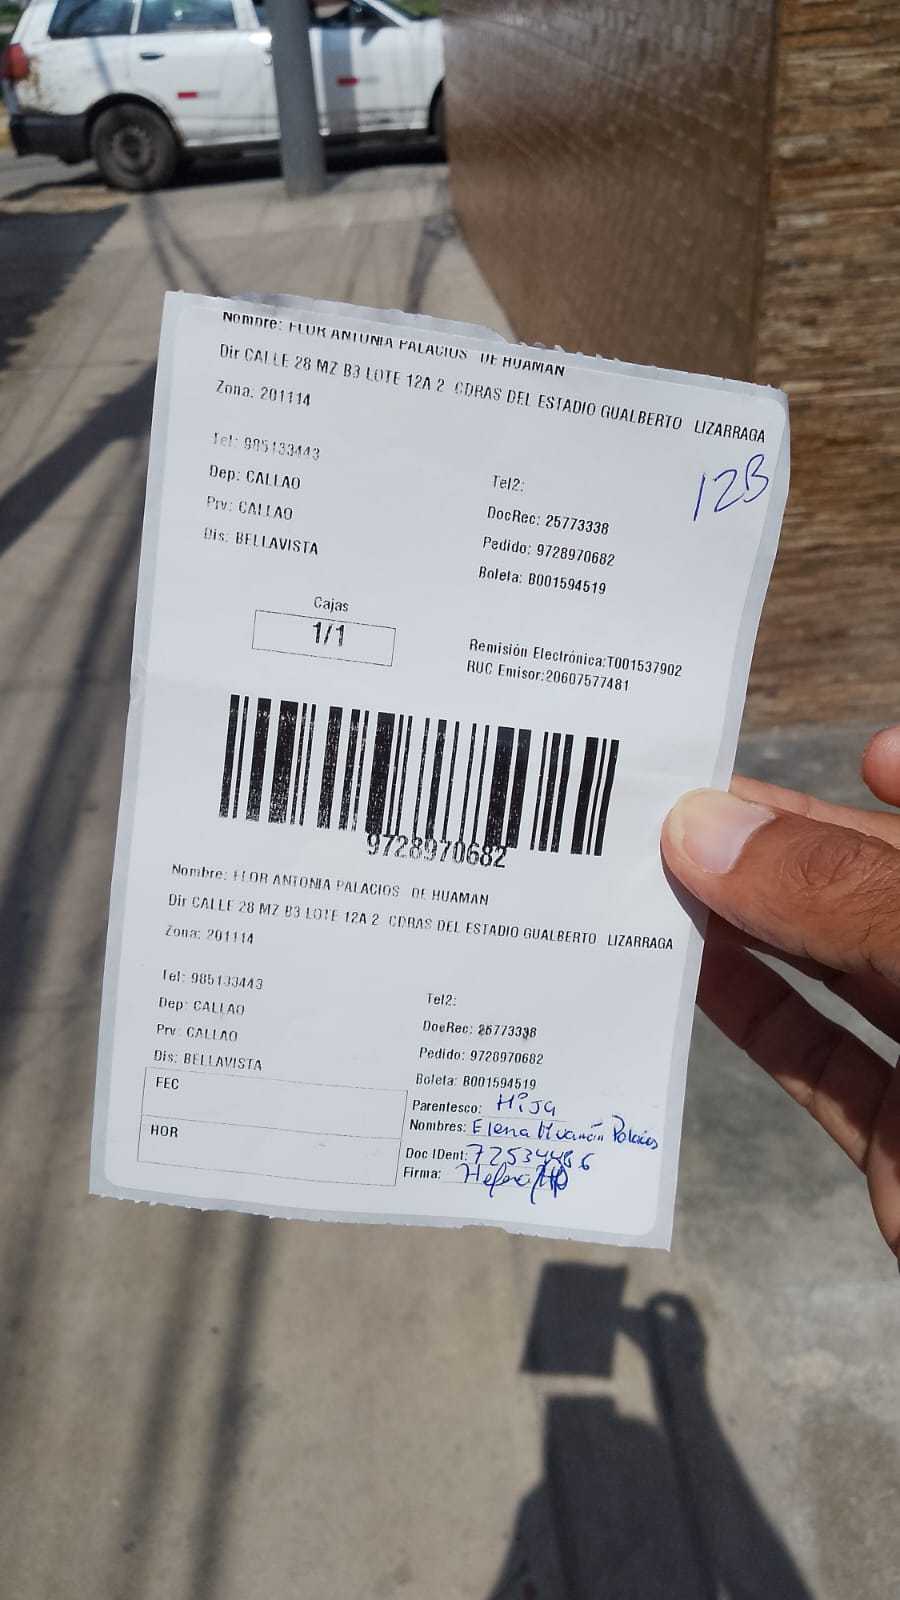 Nombre: FLOR ANTONIA PALACIOS DE HUAMAN
Dir CALLE 28 MZ B3 LOTE 12A 2 CDRAS DEL ESTADIO GUALBERTO LIZARRAGA
Zona: 201114
12B
Tel: 985133443
Tel2:
Dep: CALLAO
DocRec: 25773338
Prv: CALLAO
Pedido: 9728970682
Dis: BELLAVISTA
Boleta: B001594519
Cajas
1/1
Remisión Electrónica:T001537902
RUC Emisor:20607577481
9728970682
Nombre: FLOR ANTONIA PALACIOS DE HUAMAN
Dir CALLE 28 MZ B3 LOTE 12A 2 CDRAS DEL ESTADIO GUALBERTO LIZARRAGA
Zona: 201114
Tel: 985133443
Tel2:
Dep: CALLAO
DocRec: 25773338
Prv: CALLAO
Pedido: 9728970682
Dis: BELLAVISTA
Boleta: B001594519
FEC
Parentesco: Hija
Nombres: Elena Huamán Palacios
HOR
Doc IDent: 72534486
Firma: